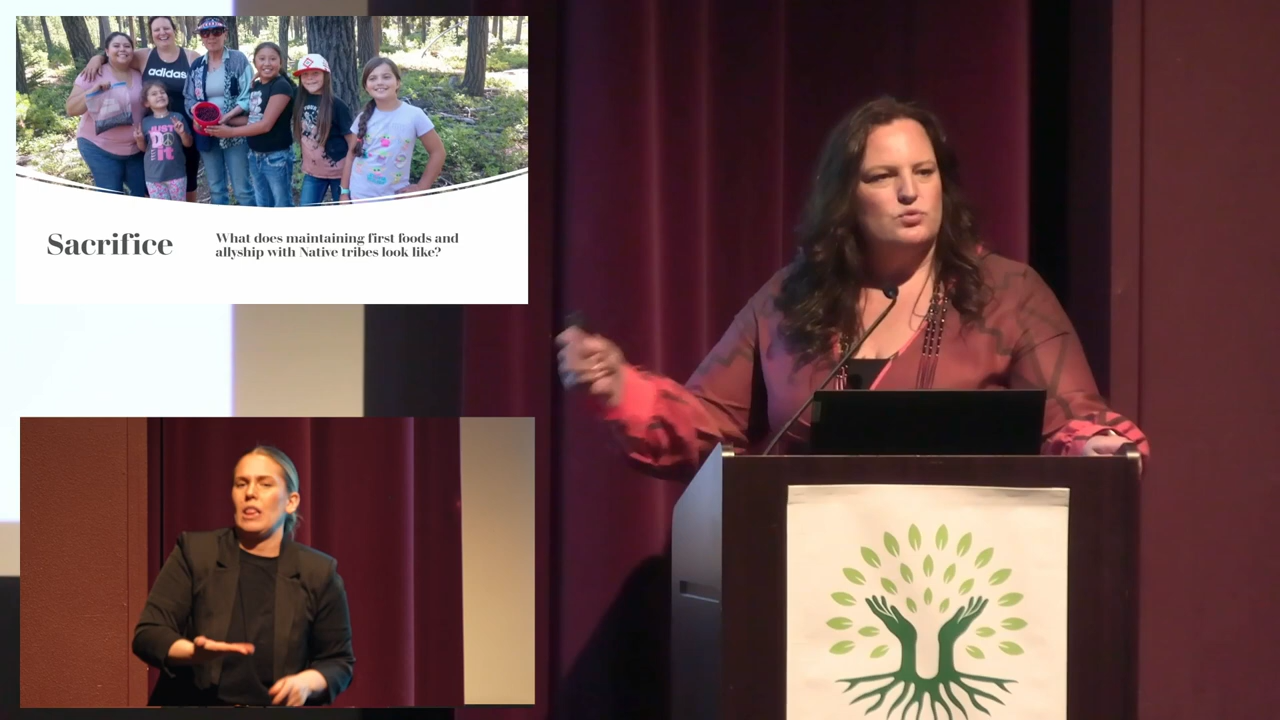 adidas
JUST
DO
it
Sacrifice
What does maintaining first foods and
allyship with Native tribes look like?